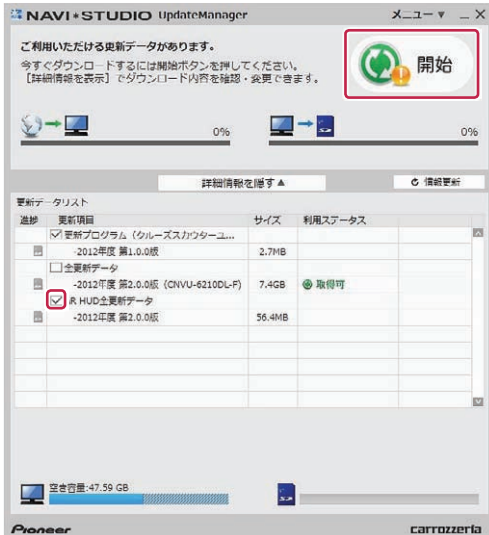 NAVI*STUDIO UpdateManager
メニュー ▼ _ X
ご利用いただける更新データがあります。
今すぐダウンロードするには開始ボタンを押してください。
［詳細情報を表示］でダウンロード内容を確認・変更できます。
開始
0%
0%
詳細情報を隠す▲
情報更新
更新データリスト
進捗 更新項目 サイズ 利用ステータス
更新プログラム（クルーズスカウターユ...
-2012年度 第1.0.0版 2.7MB
全更新データ
-2012年度 第2.0.0版（CNVU-6210DL-F) 7.4GB 取得可
R HUD全更新データ
-2012年度 第2.0.0版 56.4MB
空き容量:47.59 GB
Pioneer
carrozzeria